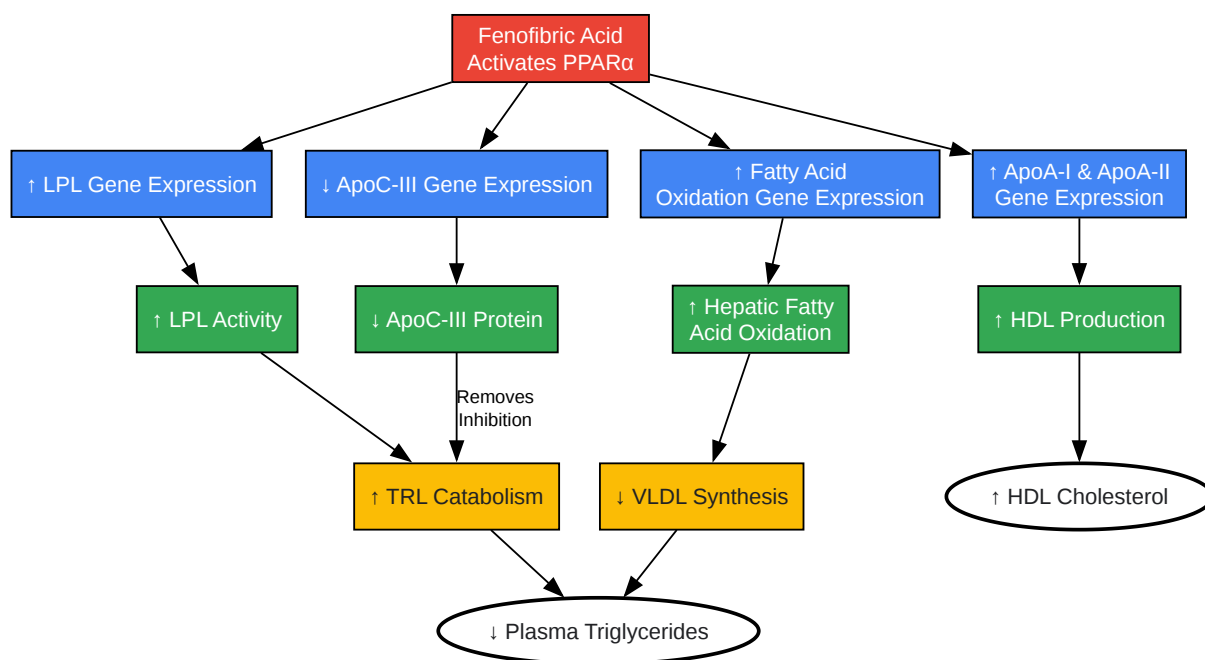 Fenofibric Acid
Activates PPARα
↑ LPL Gene Expression
↓ ApoC-III Gene Expression
↑ Fatty Acid
Oxidation Gene Expression
↑ ApoA-I & ApoA-II
Gene Expression
↑ LPL Activity
↓ ApoC-III Protein
↑ Hepatic Fatty
Acid Oxidation
↑ HDL Production
Removes
Inhibition
↑ TRL Catabolism
↓ VLDL Synthesis
↑ HDL Cholesterol
↓ Plasma Triglycerides